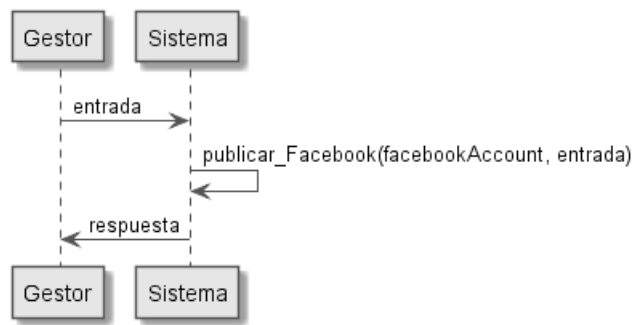 Gestor
Sistema
entrada
publicar_Facebook(facebookAccount, entrada)
respuesta
Gestor
Sistema